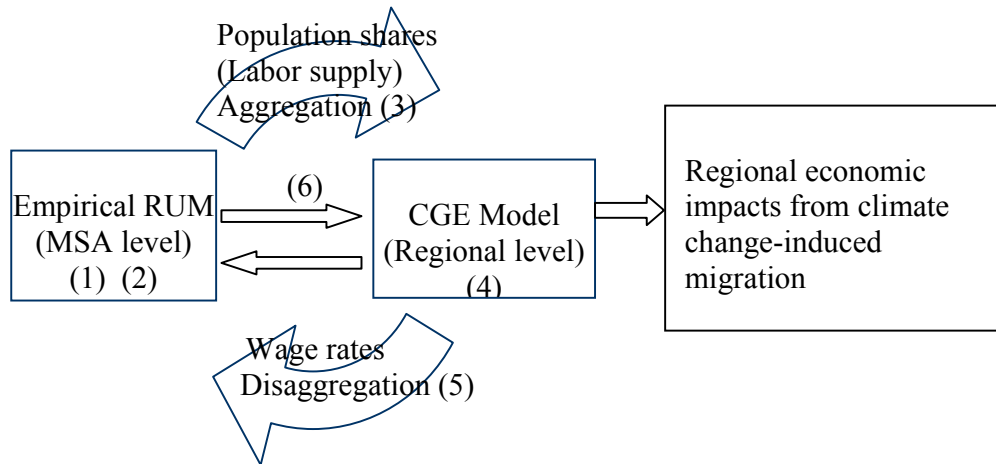 Population shares
(Labor supply)
Aggregation (3)
Empirical RUM
(MSA level)
(1) (2)
(6)
CGE Model
(Regional level)
(4)
Regional economic
impacts from climate
change-induced
migration
Wage rates
Disaggregation (5)